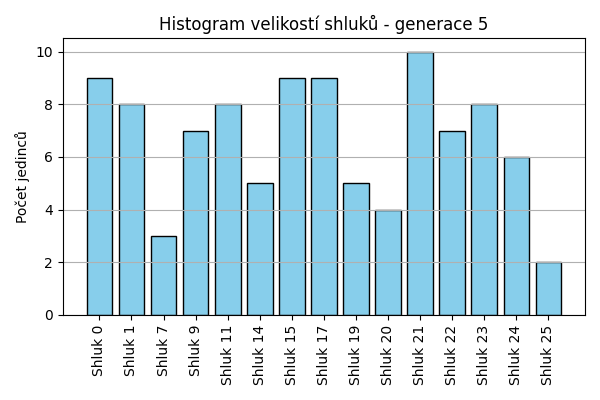 Histogram velikostí shluků - generace 5
Počet jedinců
10
8
6
4
2
0
Shluk 0
Shluk 1
Shluk 7
Shluk 9
Shluk 11
Shluk 14
Shluk 15
Shluk 17
Shluk 19
Shluk 20
Shluk 21
Shluk 22
Shluk 23
Shluk 24
Shluk 25